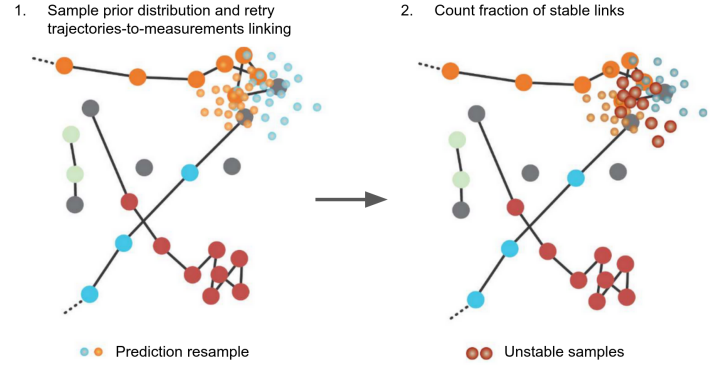 1. Sample prior distribution and retry
trajectories-to-measurements linking
2. Count fraction of stable links
Prediction resample
Unstable samples